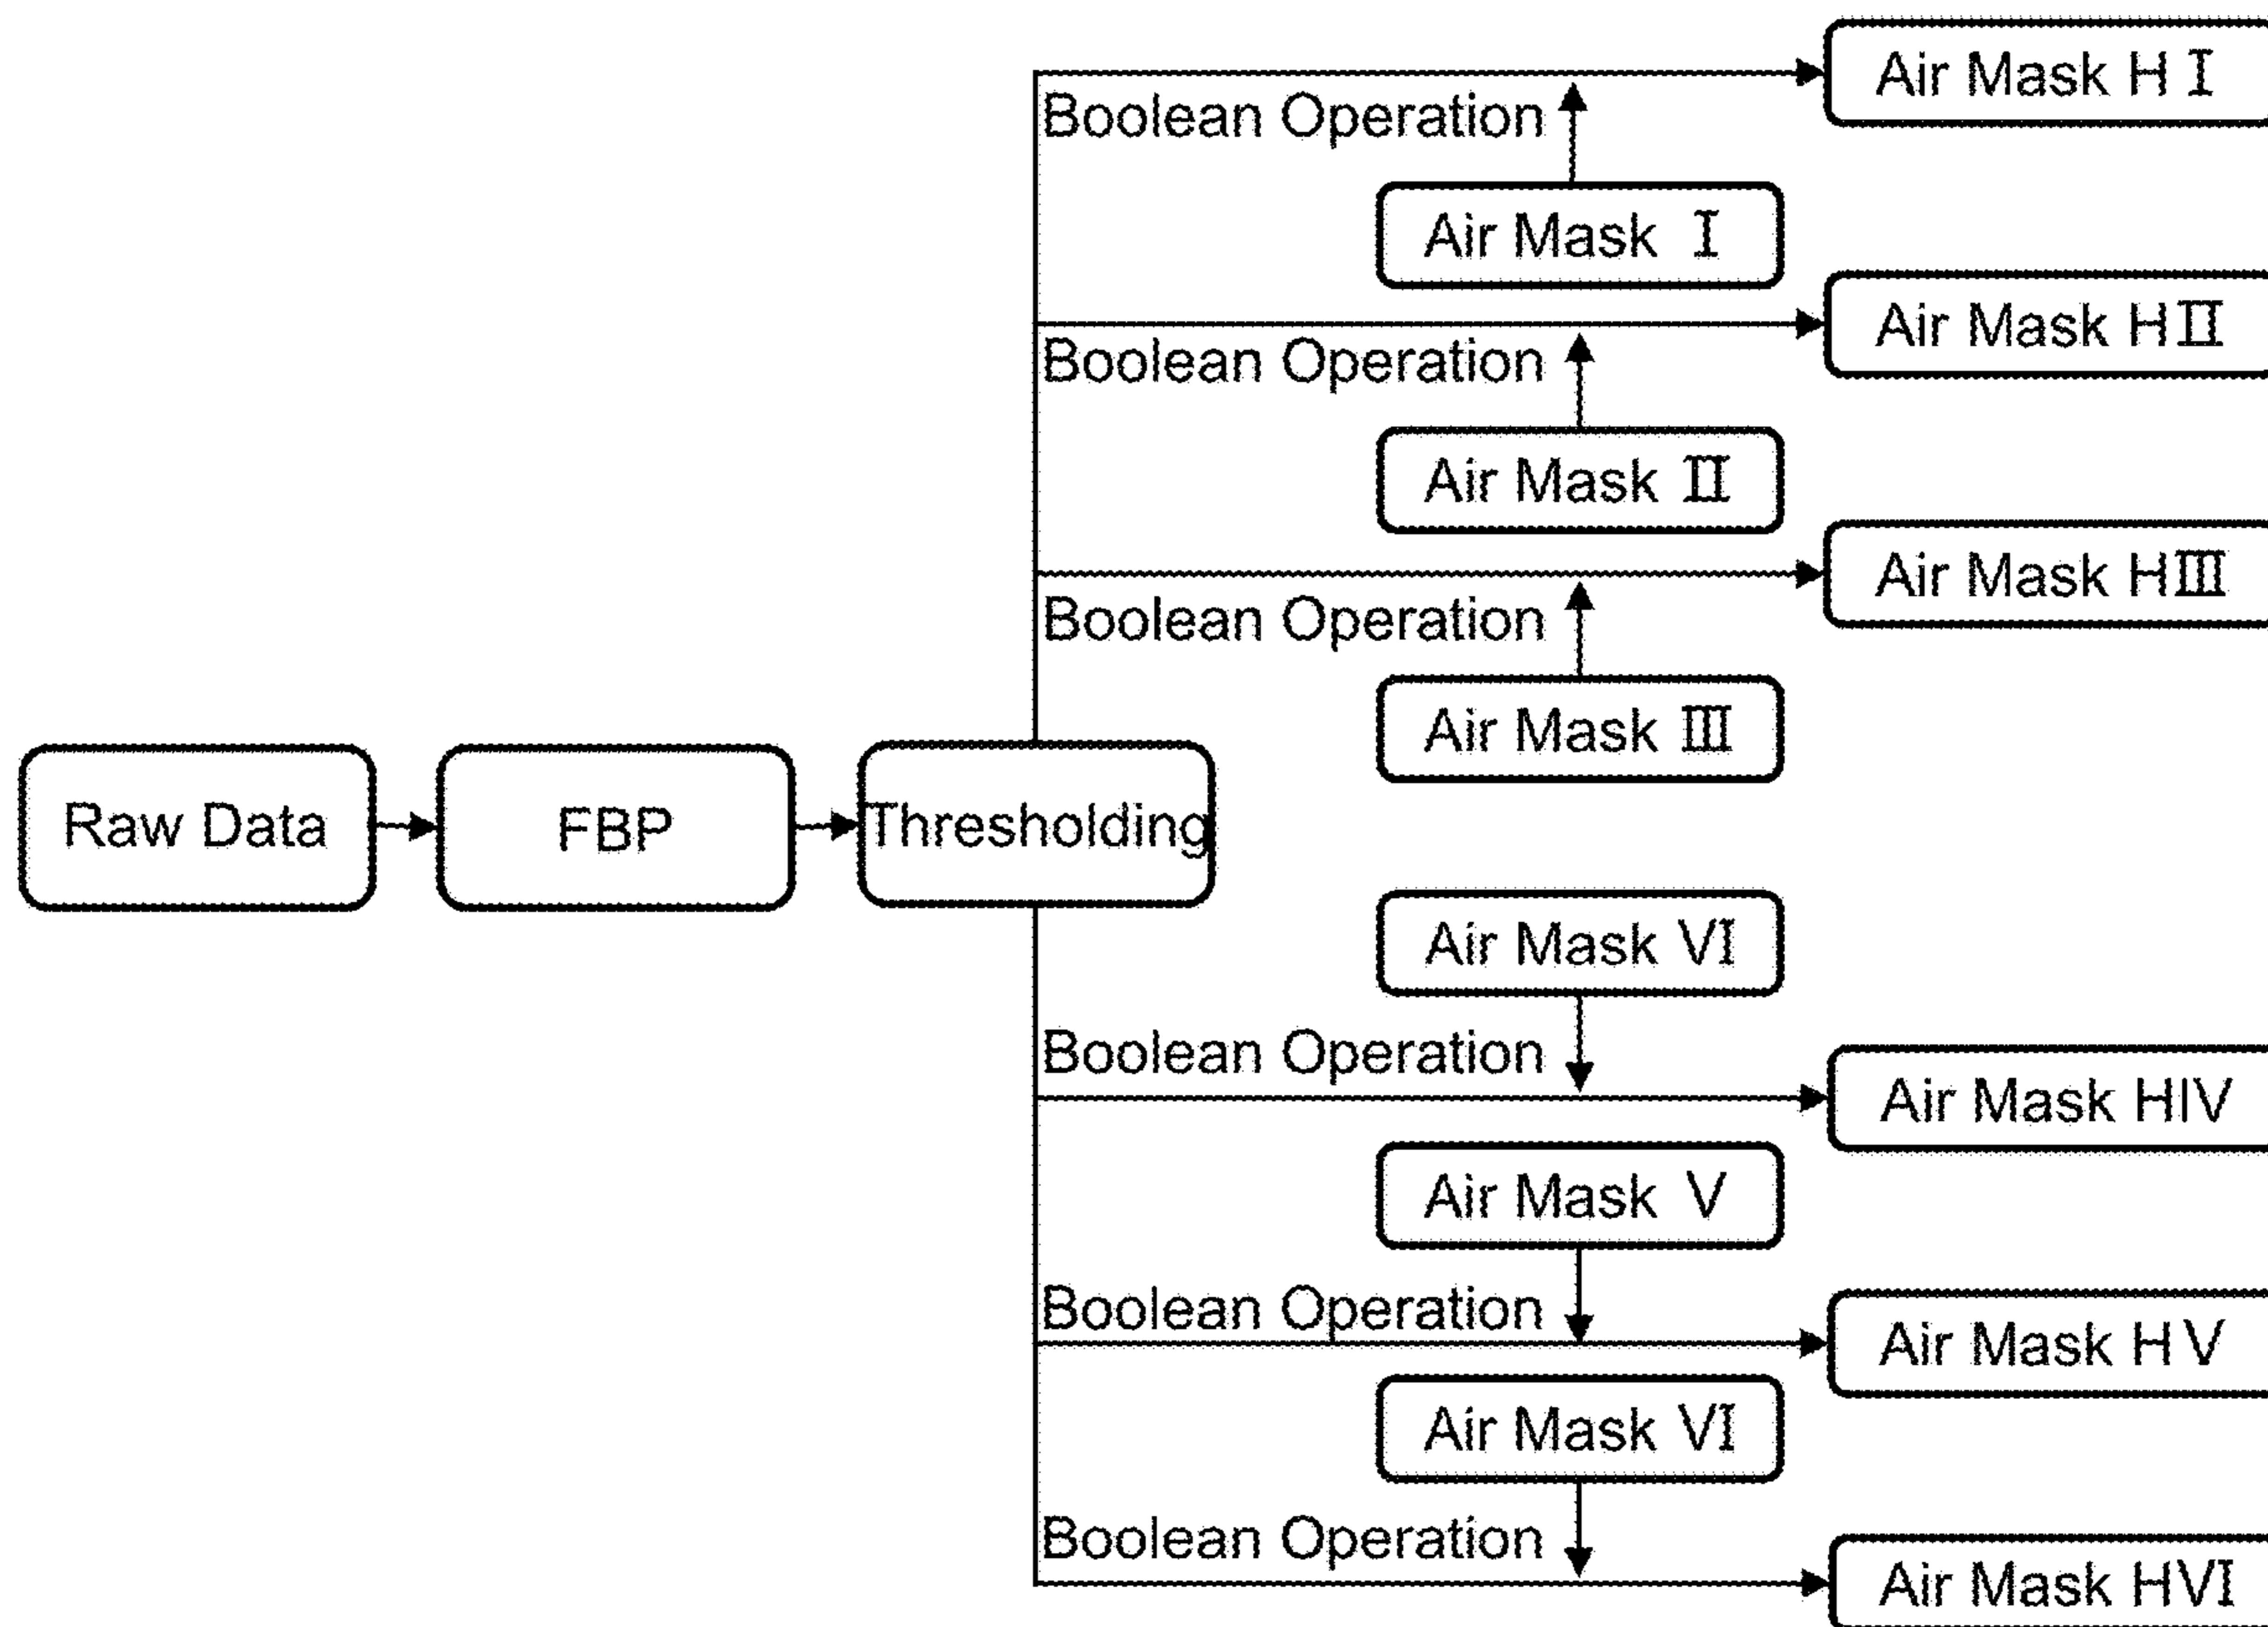 Air Mask H I
Boolean Operation
Air Mask I
Air Mask H II
Boolean Operation
Air Mask II
Air Mask H III
Boolean Operation
Air Mask III
Raw Data
FBP
Thresholding
Air Mask VI
Boolean Operation
Air Mask HIV
Air Mask V
Boolean Operation
Air Mask H V
Air Mask VI
Boolean Operation
Air Mask HVI